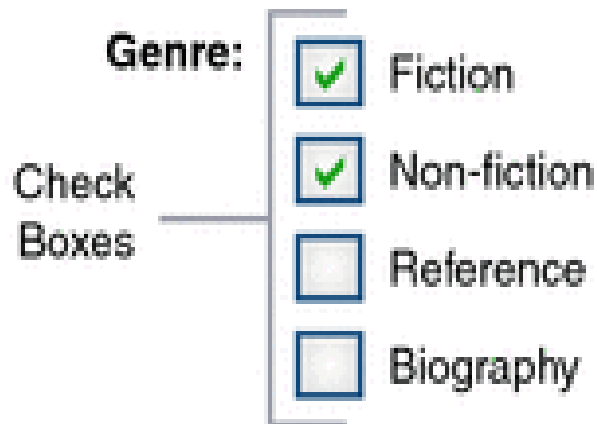 Genre:
Fiction
Non-fiction
Reference
Biography
Check
Boxes